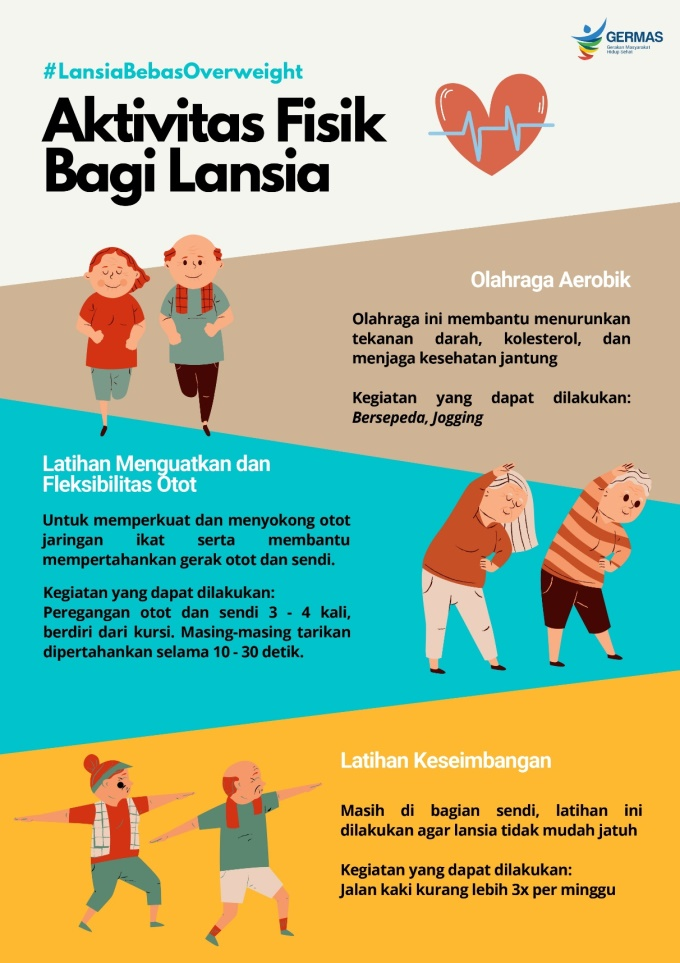 GERMAS
Gerakan Masyarakat
Hidup Sehat
#LansiaBebasOverweight
Aktivitas Fisik
Bagi Lansia
Olahraga Aerobik
Olahraga ini membantu menurunkan
tekanan darah, kolesterol, dan
menjaga kesehatan jantung
Kegiatan yang dapat dilakukan:
Bersepeda, Jogging
Latihan Menguatkan dan
Fleksibilitas Otot
Untuk memperkuat dan menyokong otot
jaringan ikat serta membantu
mempertahankan gerak otot dan sendi.
Kegiatan yang dapat dilakukan:
Peregangan otot dan sendi 3 - 4 kali,
berdiri dari kursi. Masing-masing tarikan
dipertahankan selama 10 - 30 detik.
Latihan Keseimbangan
Masih di bagian sendi, latihan ini
dilakukan agar lansia tidak mudah jatuh
Kegiatan yang dapat dilakukan:
Jalan kaki kurang lebih 3x per minggu